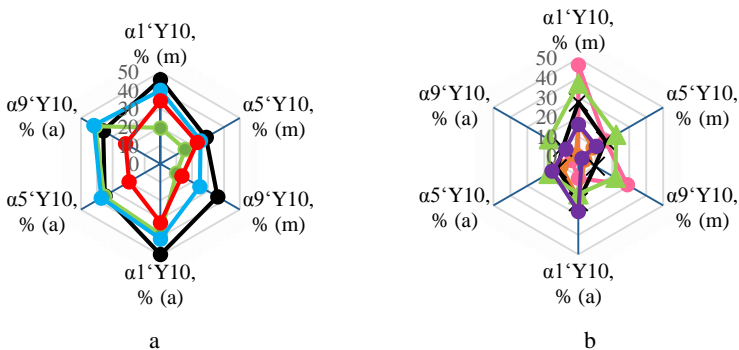 α1‘Y10,
% (m)
α5‘Y10,
% (m)
α9‘Y10,
% (m)
α1‘Y10,
% (a)
α5‘Y10,
% (a)
α9‘Y10,
% (a)
50
40
30
20
10
0
a
α1‘Y10,
% (m)
α5‘Y10,
% (m)
α9‘Y10,
% (m)
α1‘Y10,
% (a)
α5‘Y10,
% (a)
α9‘Y10,
% (a)
50
40
30
20
10
0
b